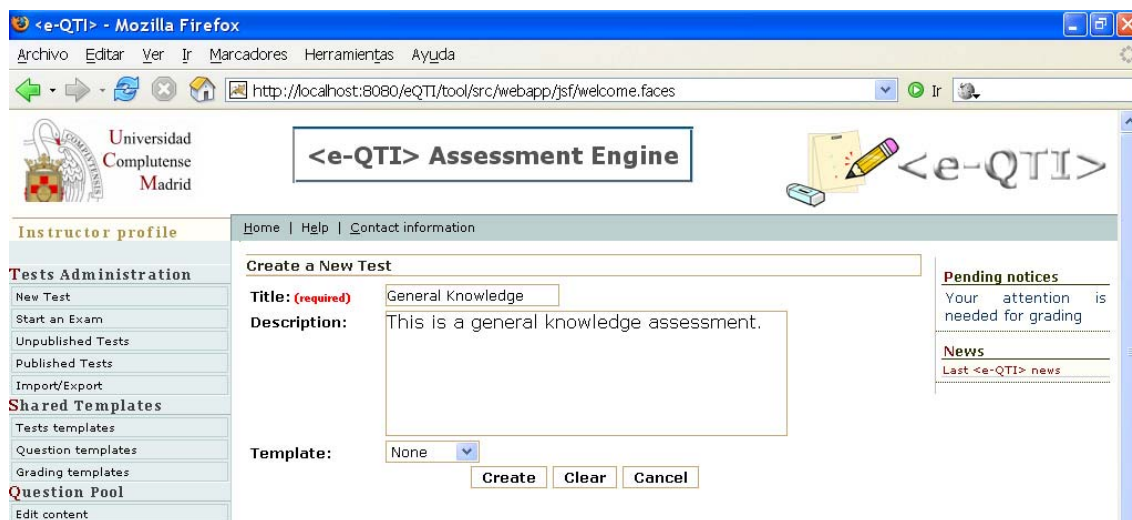 <e-QTI> - Mozilla Firefox
Archivo Editar Ver Ir Marcadores Herramientas Ayuda
http://localhost:8080/eQTI/tool/src/webapp/jsf/welcome.faces Ir
Universidad
Complutense
Madrid
<e-QTI> Assessment Engine
<e-QTI>
Instructor profile
Home | Help | Contact information
Tests Administration
New Test
Start an Exam
Unpublished Tests
Published Tests
Import/Export
Shared Templates
Tests templates
Question templates
Grading templates
Question Pool
Edit content
Create a New Test
Title: (required) General Knowledge
Description: This is a general knowledge assessment.
Template: None
Create Clear Cancel
Pending notices
Your attention is
needed for grading
News
Last <e-QTI> news